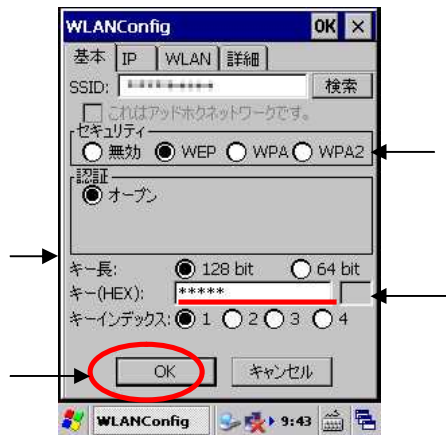 WLANConfig OK ×
基本 IP WLAN 詳細
SSID: 検索
これはアッドホクネットワークです。
セキュリティ
無効 WEP WPA WPA2
認証
オープン
キー長: 128 bit 64 bit
キー(HEX): *****
キーインデックス: 1 2 3 4
OK キャンセル
WLANConfig 9:43